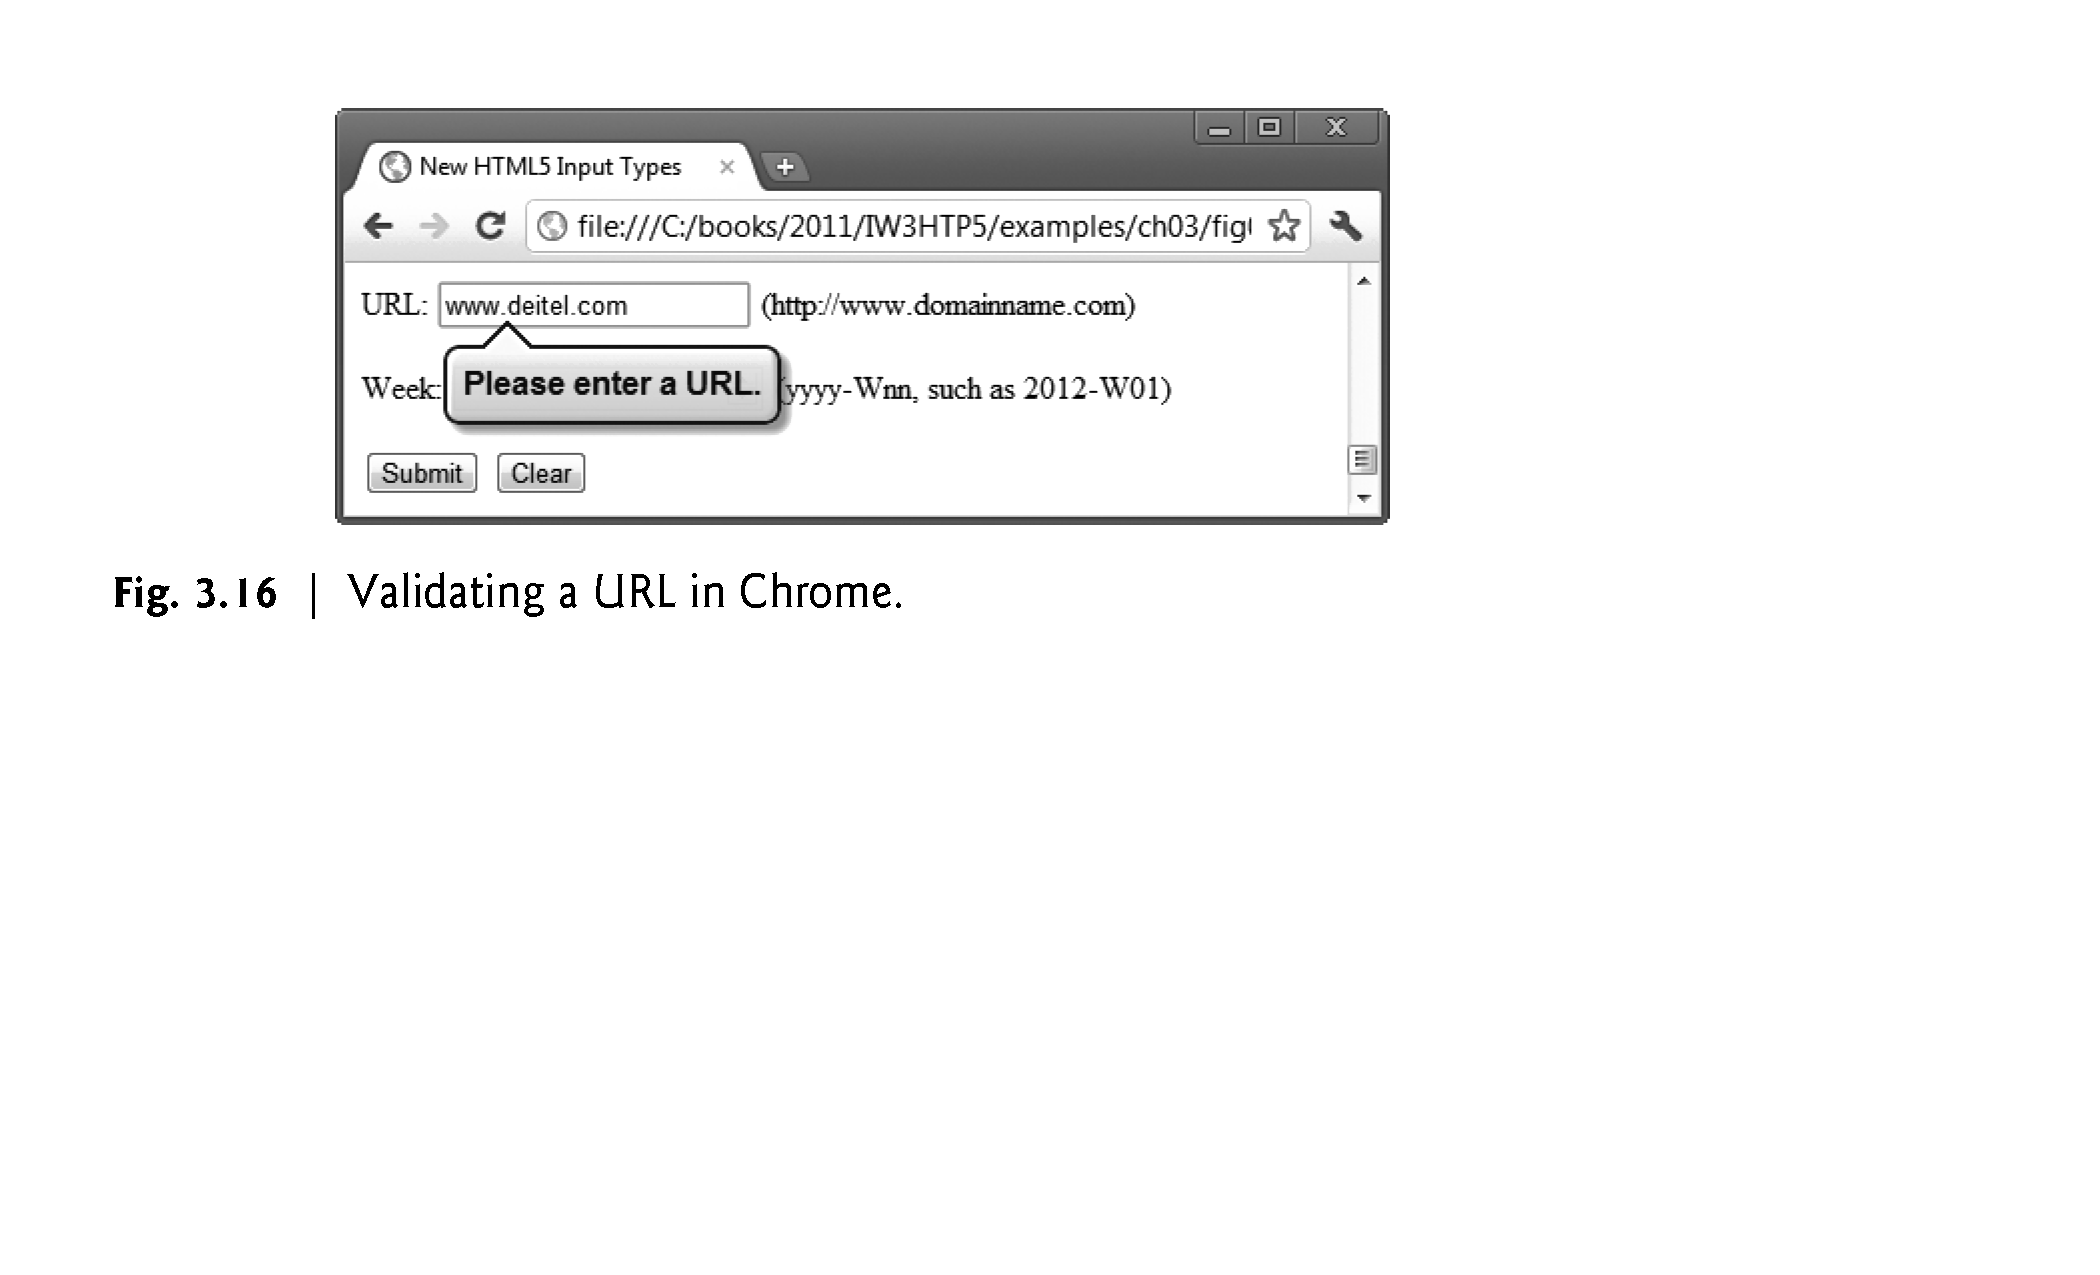 New HTML5 Input Types
file:///C:/books/2011/IW3HTP5/examples/ch03/fig
URL: www.deitel.com (http://www.domainname.com)
Please enter a URL.
Week: (yyyy-Wnn, such as 2012-W01)
Submit Clear
Fig. 3.16 | Validating a URL in Chrome.